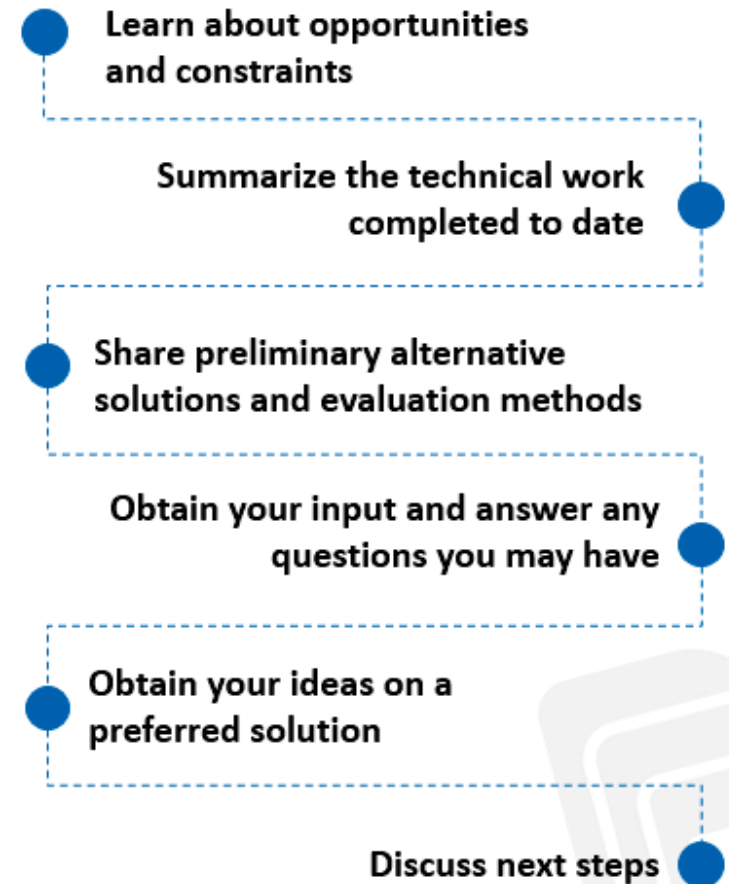 Learn about opportunities
and constraints
Summarize the technical work
completed to date
Share preliminary alternative
solutions and evaluation methods
Obtain your input and answer any
questions you may have
Obtain your ideas on a
preferred solution
Discuss next steps